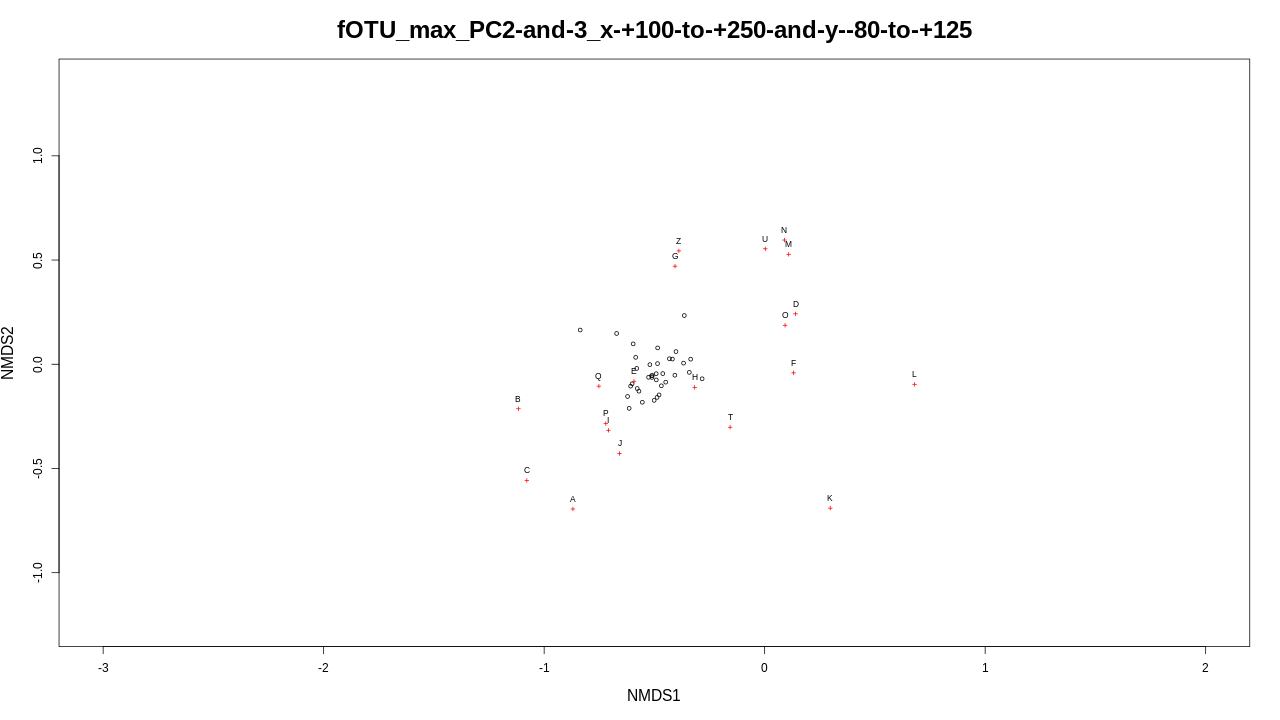 fOTU_max_PC2-and-3_x-+100-to-+250-and-y--80-to-+125
N
U
Z
M
G
D
O
F
L
E
Q
H
B
P
I
T
J
C
A
K
1.0
0.5
0.0
-0.5
-1.0
NMDS2
-3
-2
-1
0
1
2
NMDS1